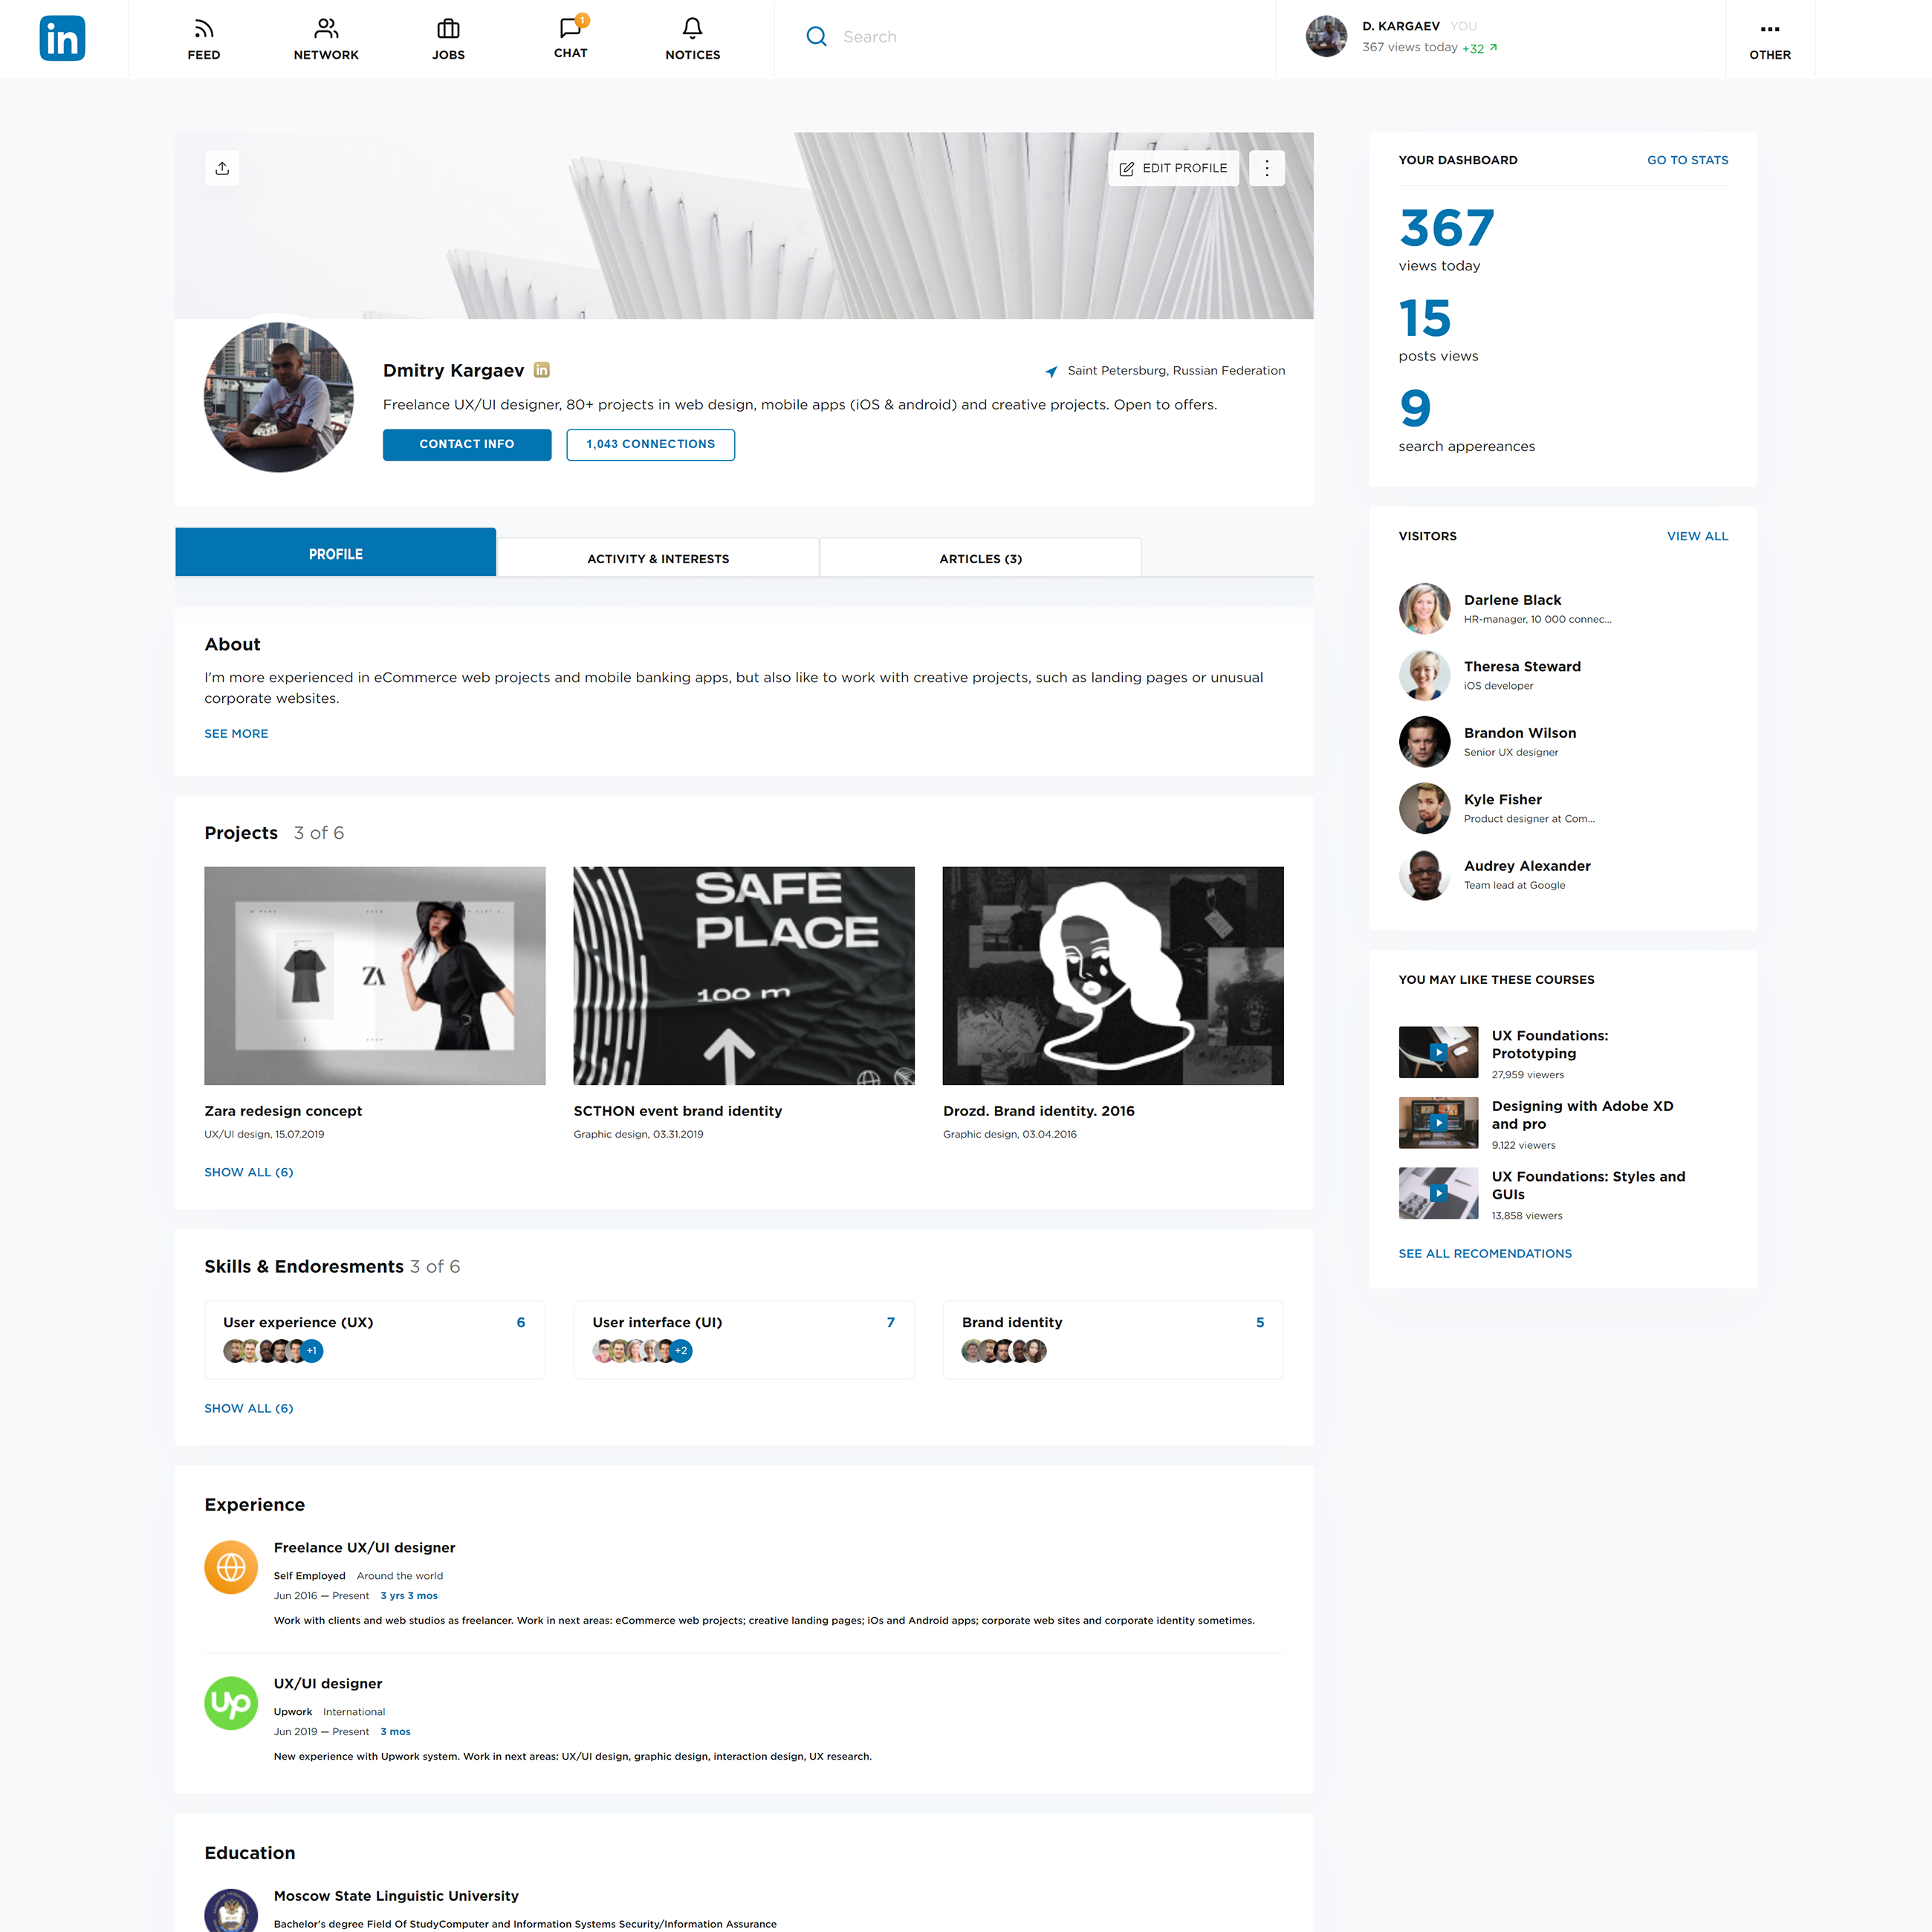 in
FEED
NETWORK
JOBS
1
CHAT
NOTICES
Search
D. KARGAEV YOU
367 views today +32
OTHER
EDIT PROFILE
Dmitry Kargaev in
Saint Petersburg, Russian Federation
Freelance UX/UI designer, 80+ projects in web design, mobile apps (iOS & android) and creative projects. Open to offers.
CONTACT INFO
1,043 CONNECTIONS
PROFILE
ACTIVITY & INTERESTS
ARTICLES (3)
About
I'm more experienced in eCommerce web projects and mobile banking apps, but also like to work with creative projects, such as landing pages or unusual
corporate websites.
SEE MORE
Projects 3 of 6
ZA
SAFE
PLACE
100 m
Zara redesign concept
UX/UI design, 15.07.2019
SCTHON event brand identity
Graphic design, 03.31.2019
Drozd. Brand identity. 2016
Graphic design, 03.04.2016
SHOW ALL (6)
Skills & Endoresments 3 of 6
User experience (UX) 6
+1
User interface (UI) 7
+2
Brand identity 5
SHOW ALL (6)
Experience
Freelance UX/UI designer
Self Employed Around the world
Jun 2016 — Present 3 yrs 3 mos
Work with clients and web studios as freelancer. Work in next areas: eCommerce web projects; creative landing pages; iOs and Android apps; corporate web sites and corporate identity sometimes.
up
UX/UI designer
Upwork International
Jun 2019 — Present 3 mos
New experience with Upwork system. Work in next areas: UX/UI design, graphic design, interaction design, UX research.
Education
Moscow State Linguistic University
Bachelor's degree Field Of StudyComputer and Information Systems Security/Information Assurance
YOUR DASHBOARD
GO TO STATS
367
views today
15
posts views
9
search appereances
VISITORS
VIEW ALL
Darlene Black
HR-manager, 10 000 connec...
Theresa Steward
iOS developer
Brandon Wilson
Senior UX designer
Kyle Fisher
Product designer at Com...
Audrey Alexander
Team lead at Google
YOU MAY LIKE THESE COURSES
UX Foundations:
Prototyping
27,959 viewers
Designing with Adobe XD
and pro
9,122 viewers
UX Foundations: Styles and
GUIs
13,858 viewers
SEE ALL RECOMENDATIONS